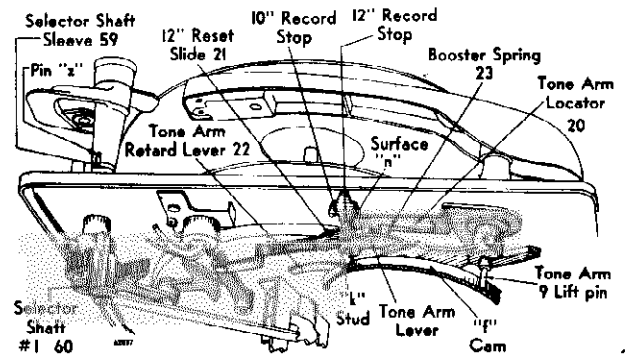 Selector Shaft
Sleeve 59
Pin "z"
12" Reset
Slide 21
10" Record
Stop
12" Record
Stop
Booster Spring
23
Tone Arm
Locator
20
Tone Arm
Retard Lever 22
Surface
"n"
Selector
Shaft
#1 60
"k"
Stud
Tone Arm
Lever
"f"
Cam
Tone Arm
9 Lift pin